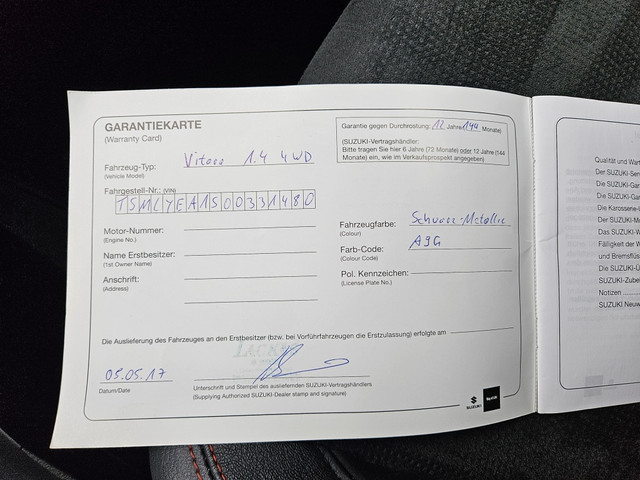 GARANTIEKARTE
(Warranty Card)
Fahrzeug-Typ: Vitara 1.4 4WD
(Vehicle Model)
Fahrgestell-Nr.: (VIN)
TSMLYEA1S00331480
Motor-Nummer:
(Engine No.)
Name Erstbesitzer:
(1st Owner Name)
Anschrift:
(Address)
Garantie gegen Durchrostung: 12 Jahre (144 Monate)
(SUZUKI-Vertragshändler:
Bitte tragen Sie hier 6 Jahre (72 Monate) oder 12 Jahre (144
Monate) ein, wie im Verkaufsprospekt angegeben)
Fahrzeugfarbe: Schwarz-Metallic
(Colour)
Farb-Code: A9G
(Colour Code)
Pol. Kennzeichen:
(License Plate No.)
Die Auslieferung des Fahrzeuges an den Erstbesitzer (bzw. bei Vorführfahrzeugen die Erstzulassung) erfolgte am
05.05.17
Datum/Date
Unterschrift und Stempel des ausliefernden SUZUKI-Vertragshändlers
(Supplying Authorized SUZUKI-Dealer stamp and signature)
SUZUKI
Qualität und
Der SUZUKI
Die SUZUKI
Die SUZUKI
Die Karosserie
Der SUZUKI
Das SUZUKI
Fälligkeit der
und Bremsflüs
Die SUZUKI
SUZUKI
Notizen
SUZUKI